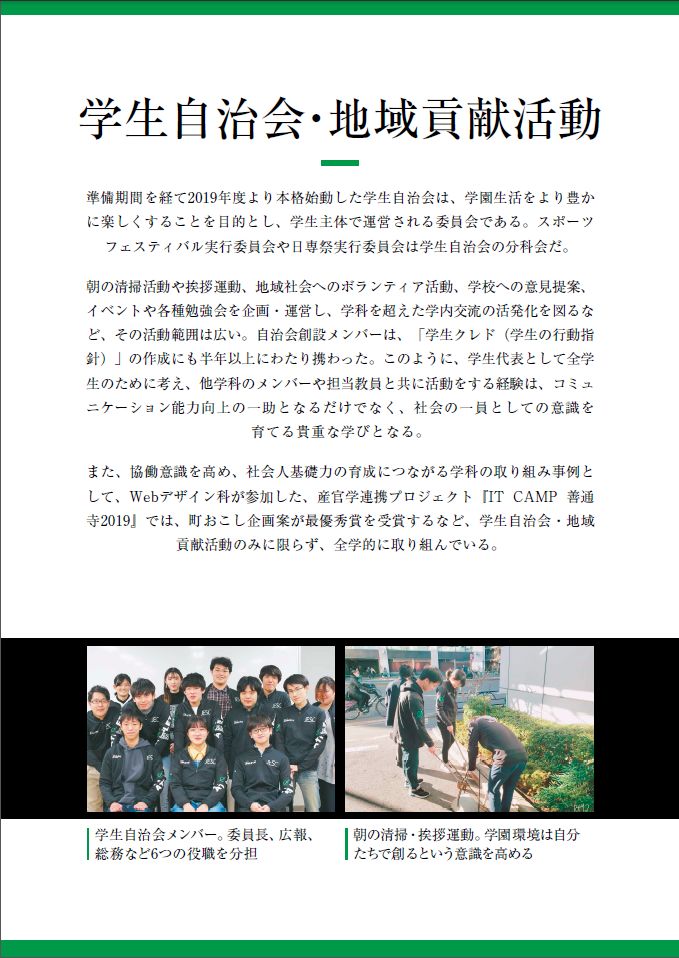 学生自治会・地域貢献活動
準備期間を経て2019年度より本格始動した学生自治会は、学園生活をより豊か
に楽しくすることを目的とし、学生主体で運営される委員会である。スポーツ
フェスティバル実行委員会や日専祭実行委員会は学生自治会の分科会だ。
朝の清掃活動や挨拶運動、地域社会へのボランティア活動、学校への意見提案、
イベントや各種勉強会を企画・運営し、学科を超えた学内交流の活発化を図るな
ど、その活動範囲は広い。自治会創設メンバーは、「学生クレド（学生の行動指
針）」の作成にも半年以上にわたり携わった。このように、学生代表として全学
生のために考え、他学科のメンバーや担当教員と共に活動をする経験は、コミュ
ニケーション能力向上の一助となるだけでなく、社会の一員としての意識を
育てる貴重な学びとなる。
また、協働意識を高め、社会人基礎力の育成につながる学科の取り組み事例と
して、Webデザイン科が参加した、産官学連携プロジェクト『IT CAMP 善通
寺2019』では、町おこし企画案が最優秀賞を受賞するなど、学生自治会・地域
貢献活動のみに限らず、全学的に取り組んでいる。
学生自治会メンバー。委員長、広報、
総務など6つの役職を分担
朝の清掃・挨拶運動。学園環境は自分
たちで創るという意識を高める